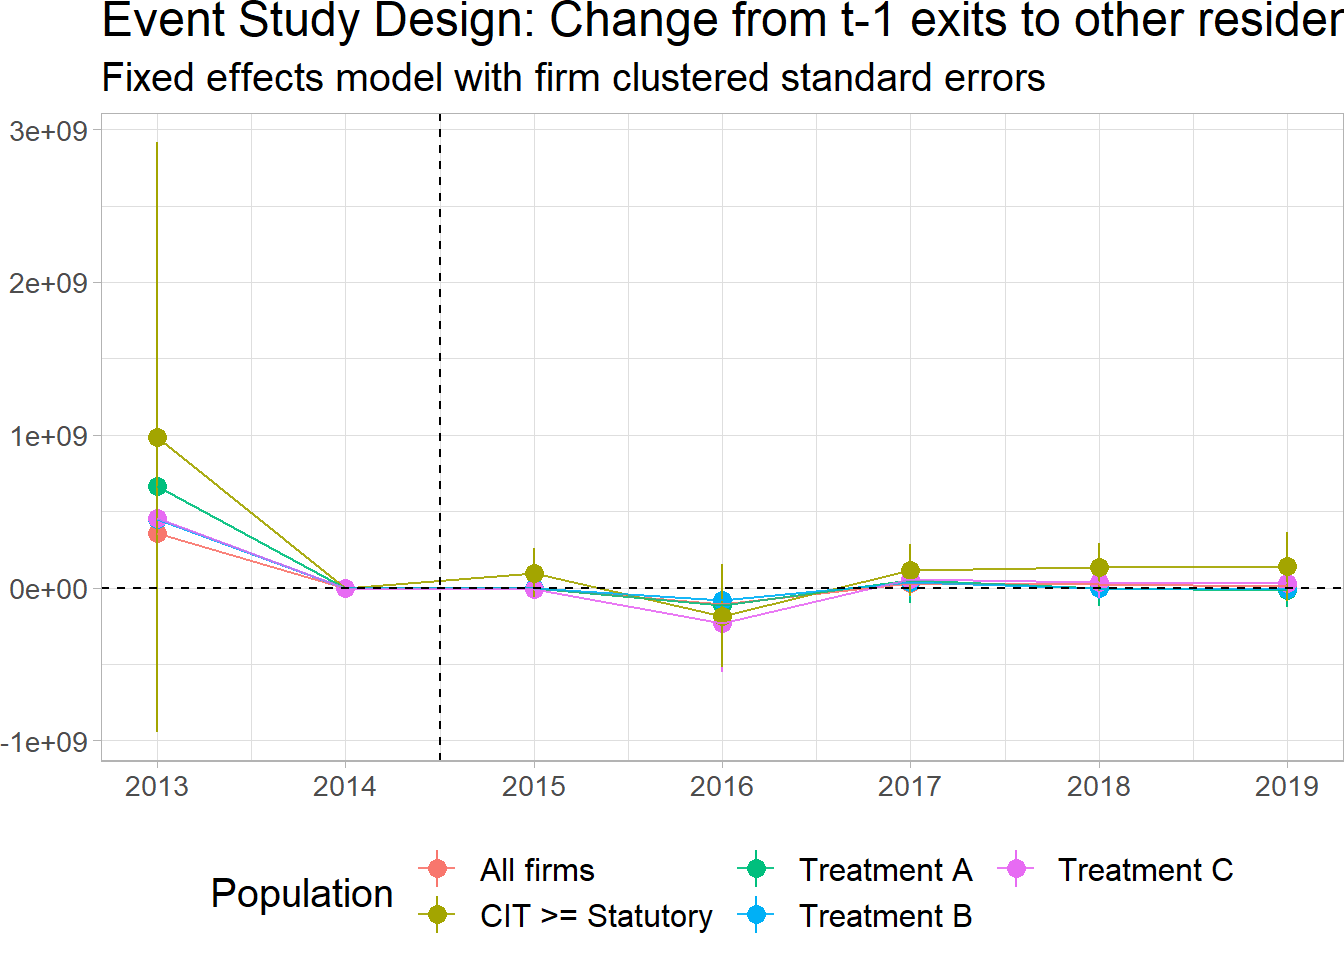 Event Study Design: Change from t-1 exits to other
Fixed effects model with firm clustered standard errors
3e+09
2e+09
1e+09
0e+00
-1e+09
2013 2014 2015 2016 2017 2018 2019
Population
All firms Treatment A Treatment C
CIT >= Statutory Treatment B